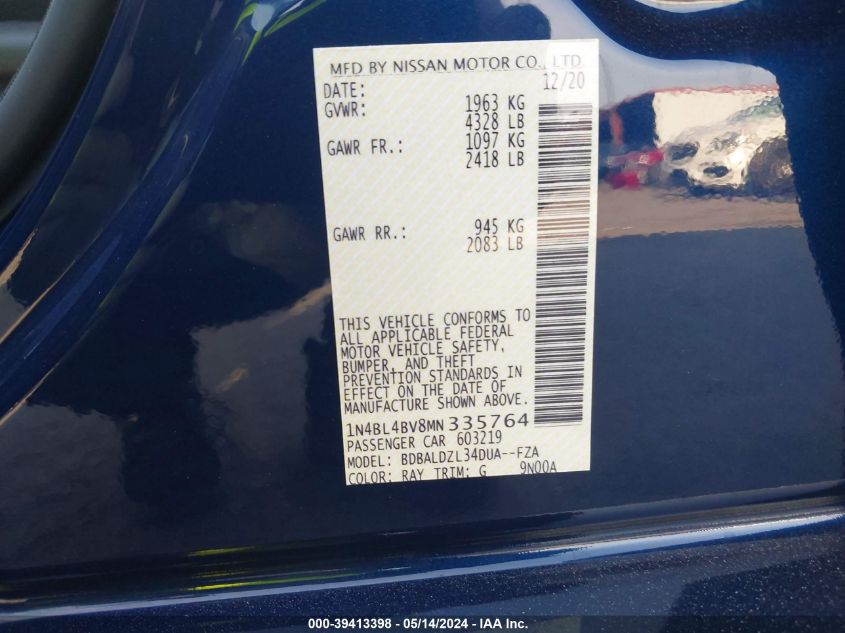 MFD BY NISSAN MOTOR CO., LTD.
DATE: 12/20
GVWR: 1963 KG
4328 LB
GAWR FR.: 1097 KG
2418 LB
GAWR RR.: 945 KG
2083 LB
THIS VEHICLE CONFORMS TO
ALL APPLICABLE FEDERAL
MOTOR VEHICLE SAFETY,
BUMPER, AND THEFT
PREVENTION STANDARDS IN
EFFECT ON THE DATE OF
MANUFACTURE SHOWN ABOVE.
1N4BL4BV8MN335764
PASSENGER CAR 603219
MODEL: BDBALDZL34DUA--FZA
COLOR: RAY TRIM: G 9N00A
000-39413398 - 05/14/2024 - IAA Inc.